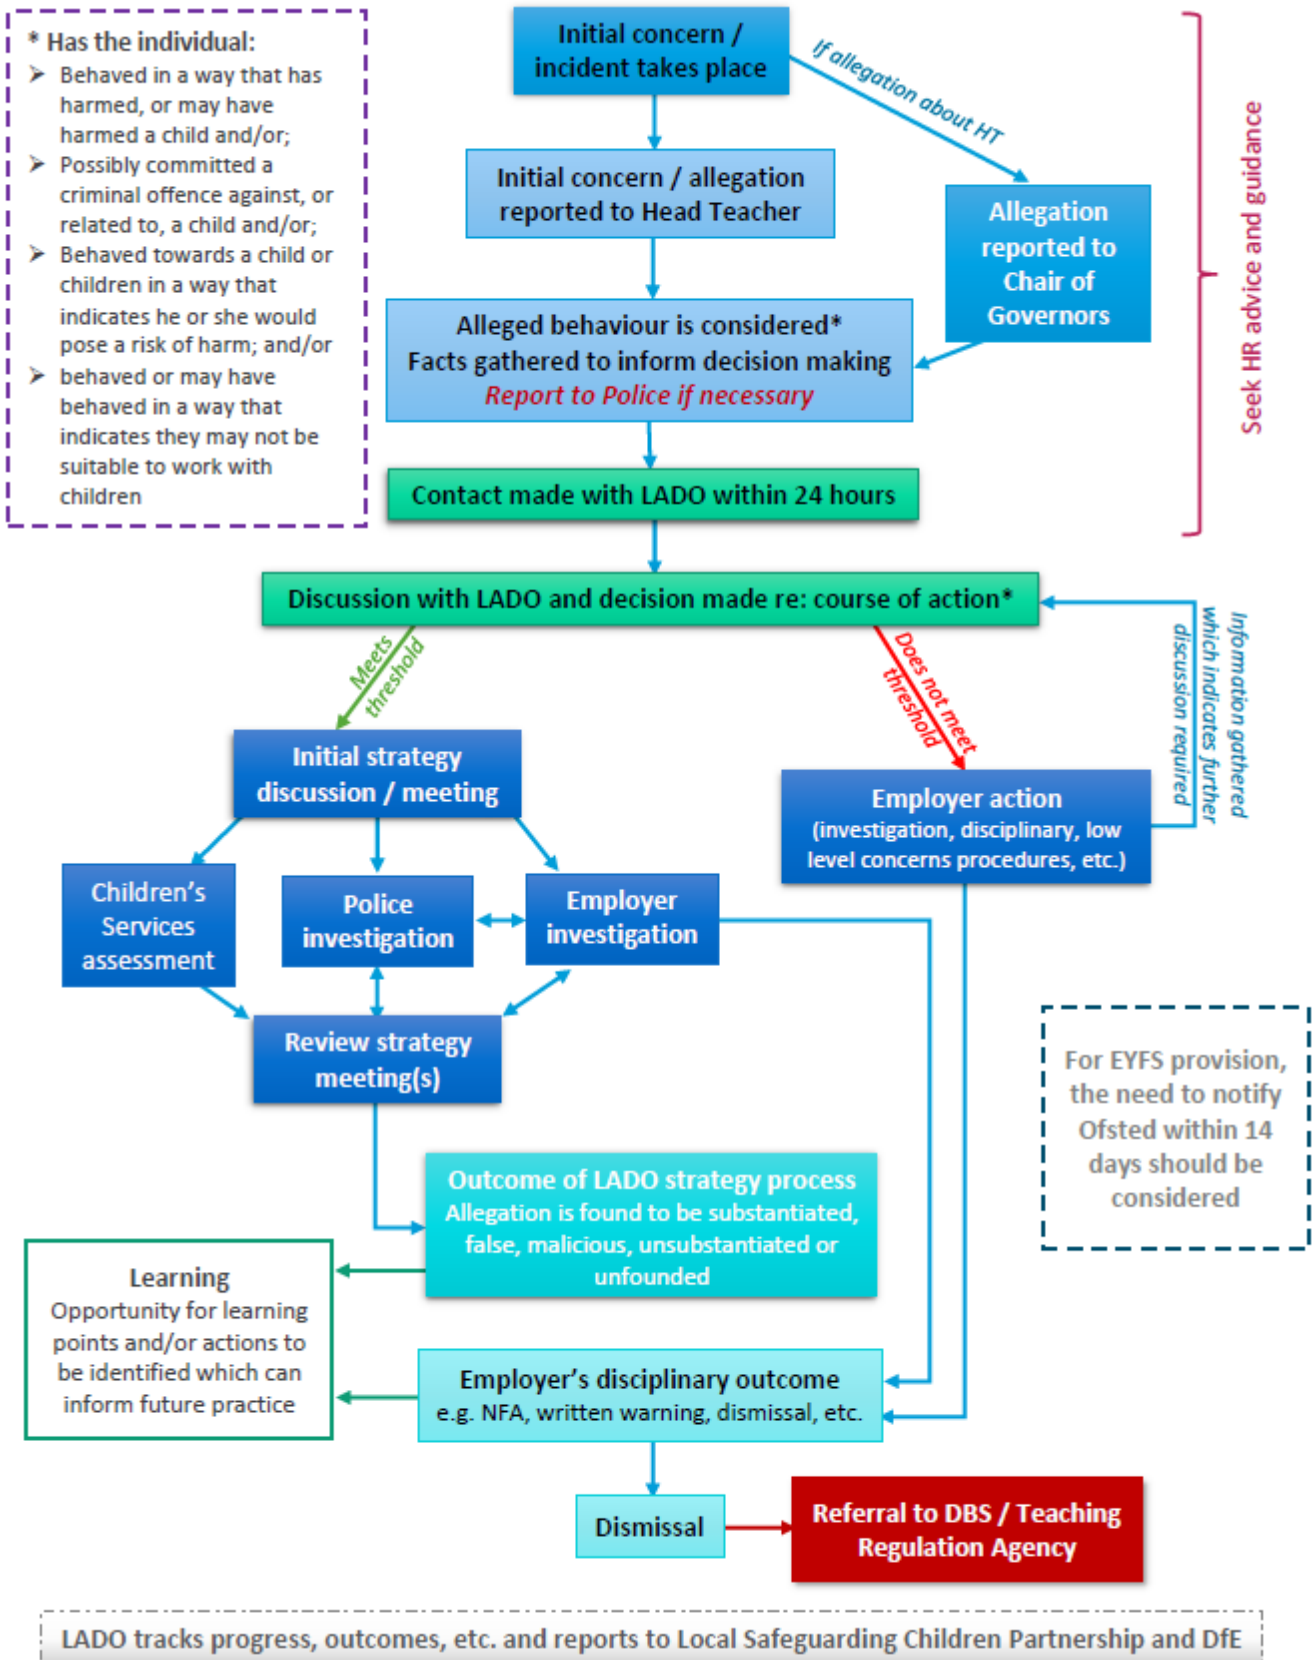 * Has the individual:
➢ Behaved in a way that has
harmed, or may have
harmed a child and/or;
➢ Possibly committed a
criminal offence against, or
related to, a child and/or;
➢ Behaved towards a child or
children in a way that
indicates he or she would
pose a risk of harm; and/or
➢ behaved or may have
behaved in a way that
indicates they may not be
suitable to work with
children
Initial concern /
incident takes place
If allegation about HT
Initial concern / allegation
reported to Head Teacher
Allegation
reported to
Chair of
Governors
Seek HR advice and guidance
Alleged behaviour is considered*
Facts gathered to inform decision making
Report to Police if necessary
Contact made with LADO within 24 hours
Discussion with LADO and decision made re: course of action*
Meets
threshold
Does not meet
threshold
Information gathered
which indicates further
discussion required
Initial strategy
discussion / meeting
Employer action
(investigation, disciplinary, low
level concerns procedures, etc.)
Children's
Services
assessment
Police
investigation
Employer
investigation
Review strategy
meeting(s)
For EYFS provision,
the need to notify
Ofsted within 14
days should be
considered
Outcome of LADO strategy process
Allegation is found to be substantiated,
false, malicious, unsubstantiated or
unfounded
Learning
Opportunity for learning
points and/or actions to
be identified which can
inform future practice
Employer's disciplinary outcome
e.g. NFA, written warning, dismissal, etc.
Dismissal
Referral to DBS / Teaching
Regulation Agency
LADO tracks progress, outcomes, etc. and reports to Local Safeguarding Children Partnership and DfE